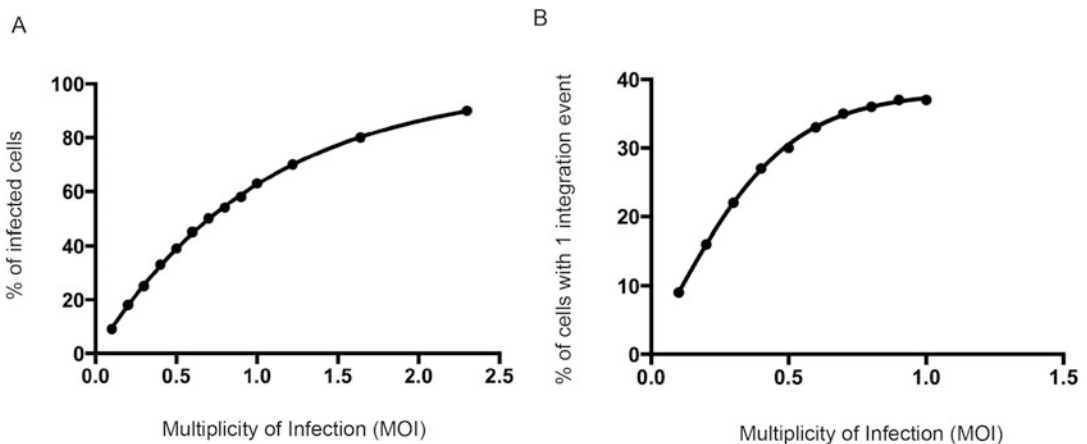 A
% of infected cells
100
80
60
40
20
0
0.0 0.5 1.0 1.5 2.0 2.5
Multiplicity of Infection (MOI)
B
% of cells with 1 integration event
40
30
20
10
0
0.0 0.5 1.0 1.5
Multiplicity of Infection (MOI)